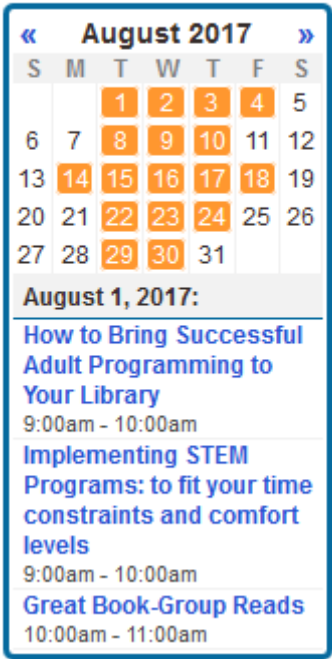 « August 2017 »
S M T W T F S
1 2 3 4 5
6 7 8 9 10 11 12
13 14 15 16 17 18 19
20 21 22 23 24 25 26
27 28 29 30 31
August 1, 2017:
How to Bring Successful
Adult Programming to
Your Library
9:00am - 10:00am
Implementing STEM
Programs: to fit your time
constraints and comfort
levels
9:00am - 10:00am
Great Book-Group Reads
10:00am - 11:00am